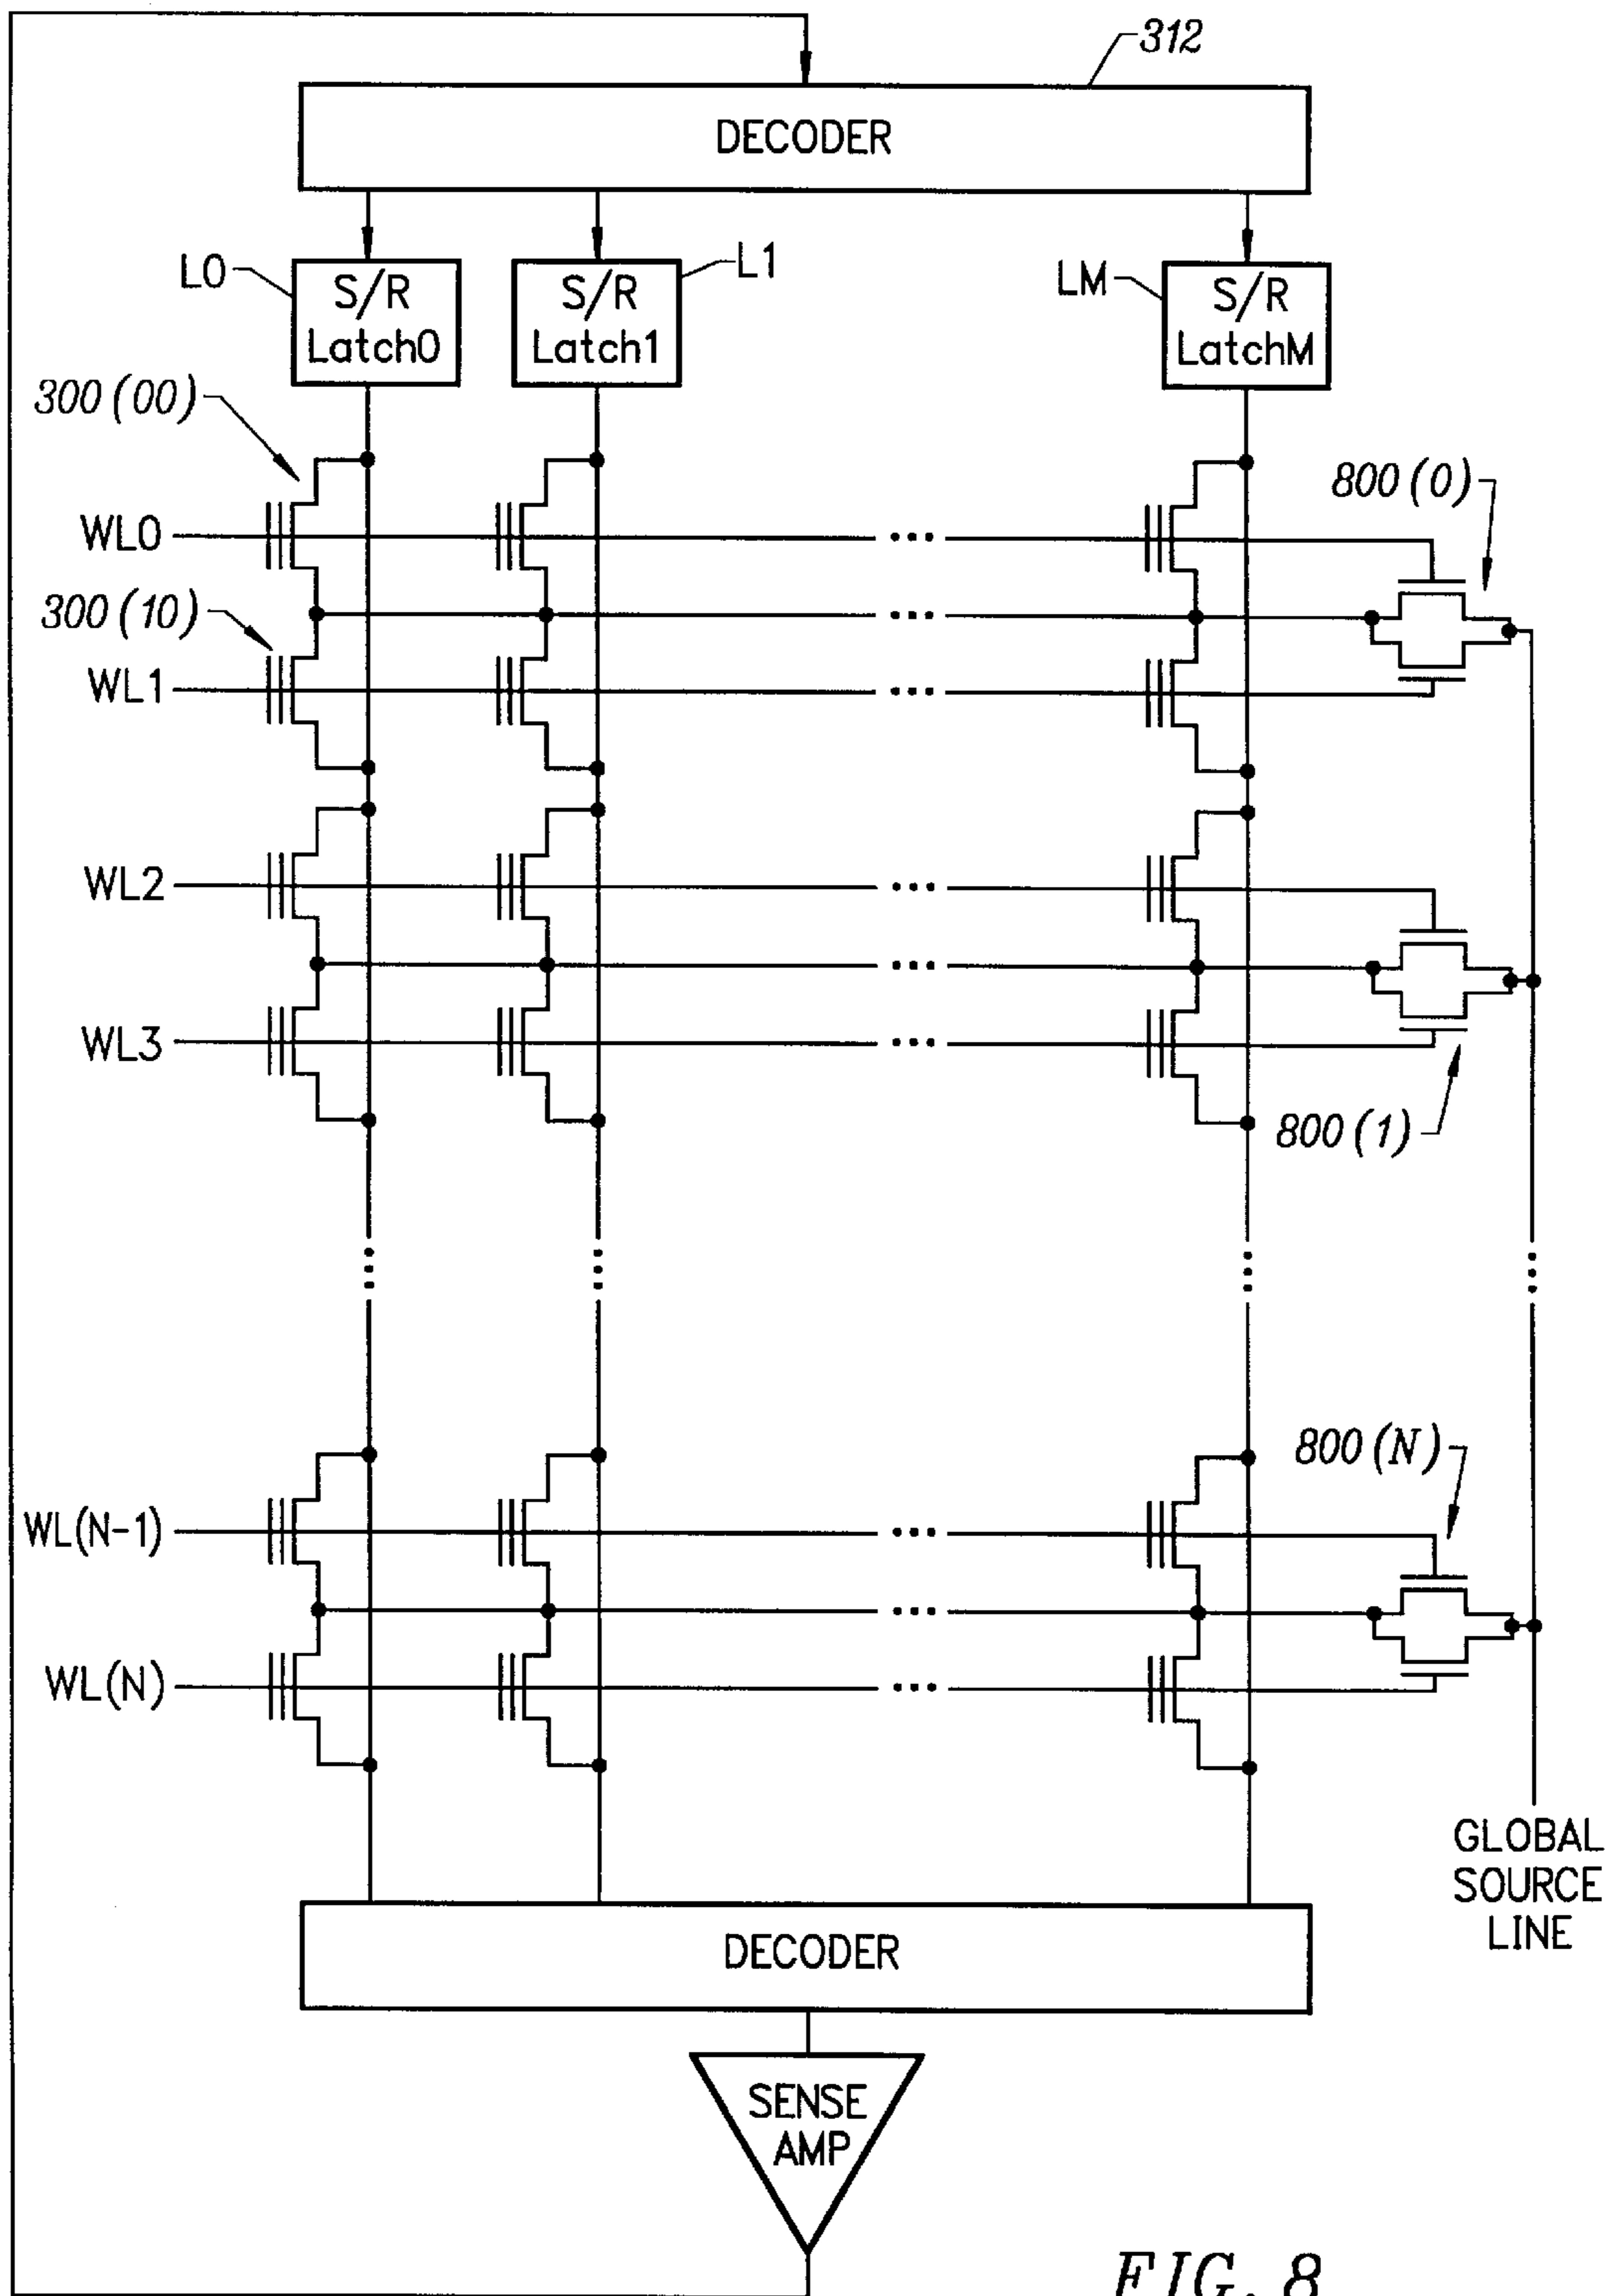 312
DECODER
L0
S/R
Latch0
S/R
Latch1
L1
LM
S/R
LatchM
300 (00)
800 (0)
WL0
300 (10)
WL1
WL2
WL3
800 (1)
800 (N)
WL(N-1)
WL(N)
GLOBAL
SOURCE
LINE
DECODER
SENSE
AMP
FIG. 8